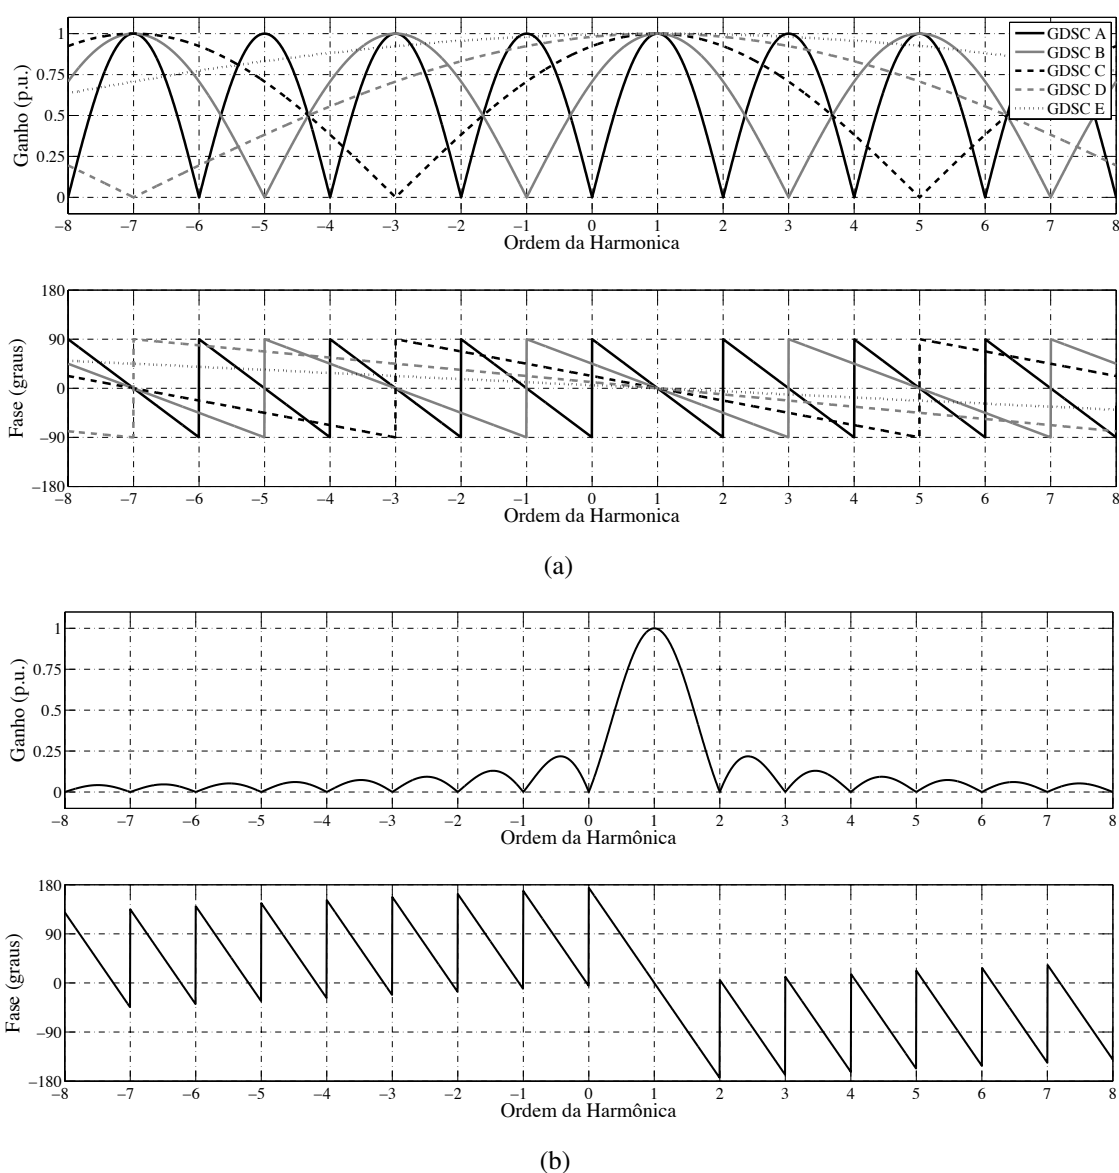 1
0.75
0.5
0.25
0
Ganho (p.u.)
GDSC A
GDSC B
GDSC C
GDSC D
GDSC E
−8 −7 −6 −5 −4 −3 −2 −1 0 1 2 3 4 5 6 7 8
Ordem da Harmonica
180
90
0
−90
−180
Fase (graus)
−8 −7 −6 −5 −4 −3 −2 −1 0 1 2 3 4 5 6 7 8
Ordem da Harmonica
(a)
1
0.75
0.5
0.25
0
Ganho (p.u.)
−8 −7 −6 −5 −4 −3 −2 −1 0 1 2 3 4 5 6 7 8
Ordem da Harmônica
180
90
0
−90
−180
Fase (graus)
−8 −7 −6 −5 −4 −3 −2 −1 0 1 2 3 4 5 6 7 8
Ordem da Harmônica
(b)